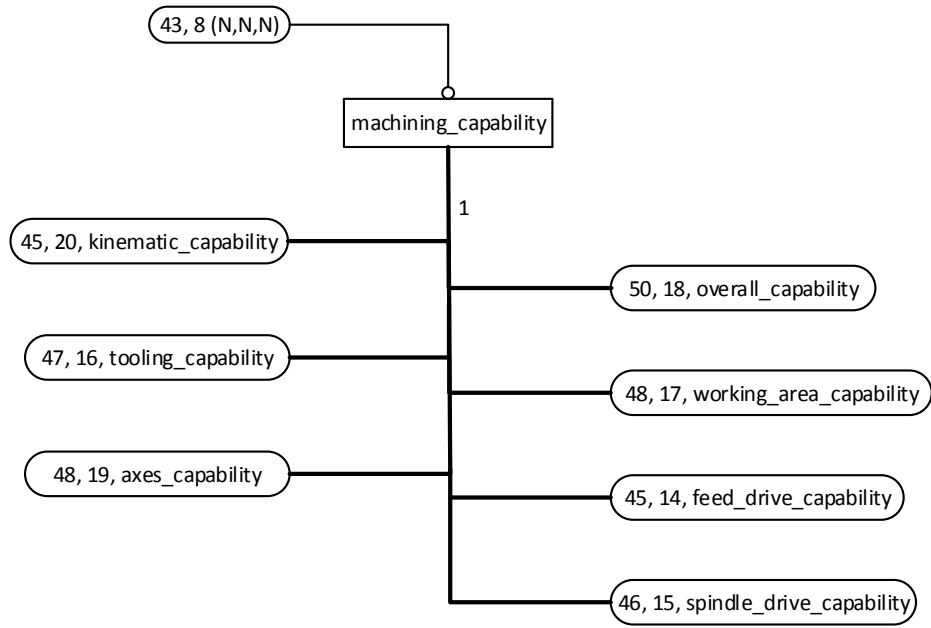 43, 8 (N,N,N)
machining_capability
1
45, 20, kinematic_capability
50, 18, overall_capability
47, 16, tooling_capability
48, 17, working_area_capability
48, 19, axes_capability
45, 14, feed_drive_capability
46, 15, spindle_drive_capability